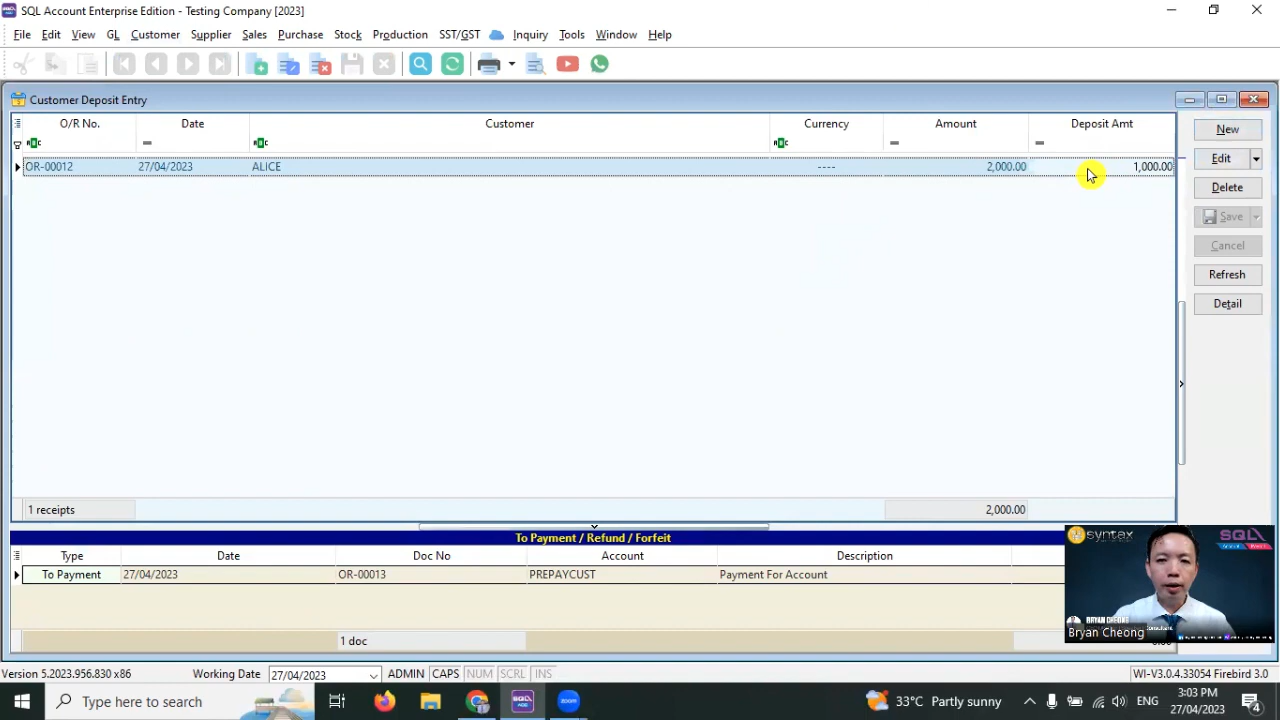 SQL Account Enterprise Edition - Testing Company [2023]
File Edit View GL Customer Supplier Sales Purchase Stock Production SST/GST Inquiry Tools Window Help
Customer Deposit Entry
O/R No. Date Customer Currency Amount Deposit Amt
OR-00012 27/04/2023 ALICE ---- 2,000.00 1,000.00
New
Edit
Delete
Save
Cancel
Refresh
Detail
1 receipts 2,000.00
To Payment / Refund / Forfeit
Type Date Doc No Account Description
To Payment 27/04/2023 OR-00013 PREPAYCUST Payment For Account
1 doc
syntax SQL
BRYAN CHEONG
Bryan Cheong
Version 5.2023.956.830 x86 Working Date 27/04/2023 ADMIN CAPS NUM SCRL INS WI-V3.0.4.33054 Firebird 3.0
Type here to search SQL ACC zoom 33°C Partly sunny ENG 3:03 PM
27/04/2023 4